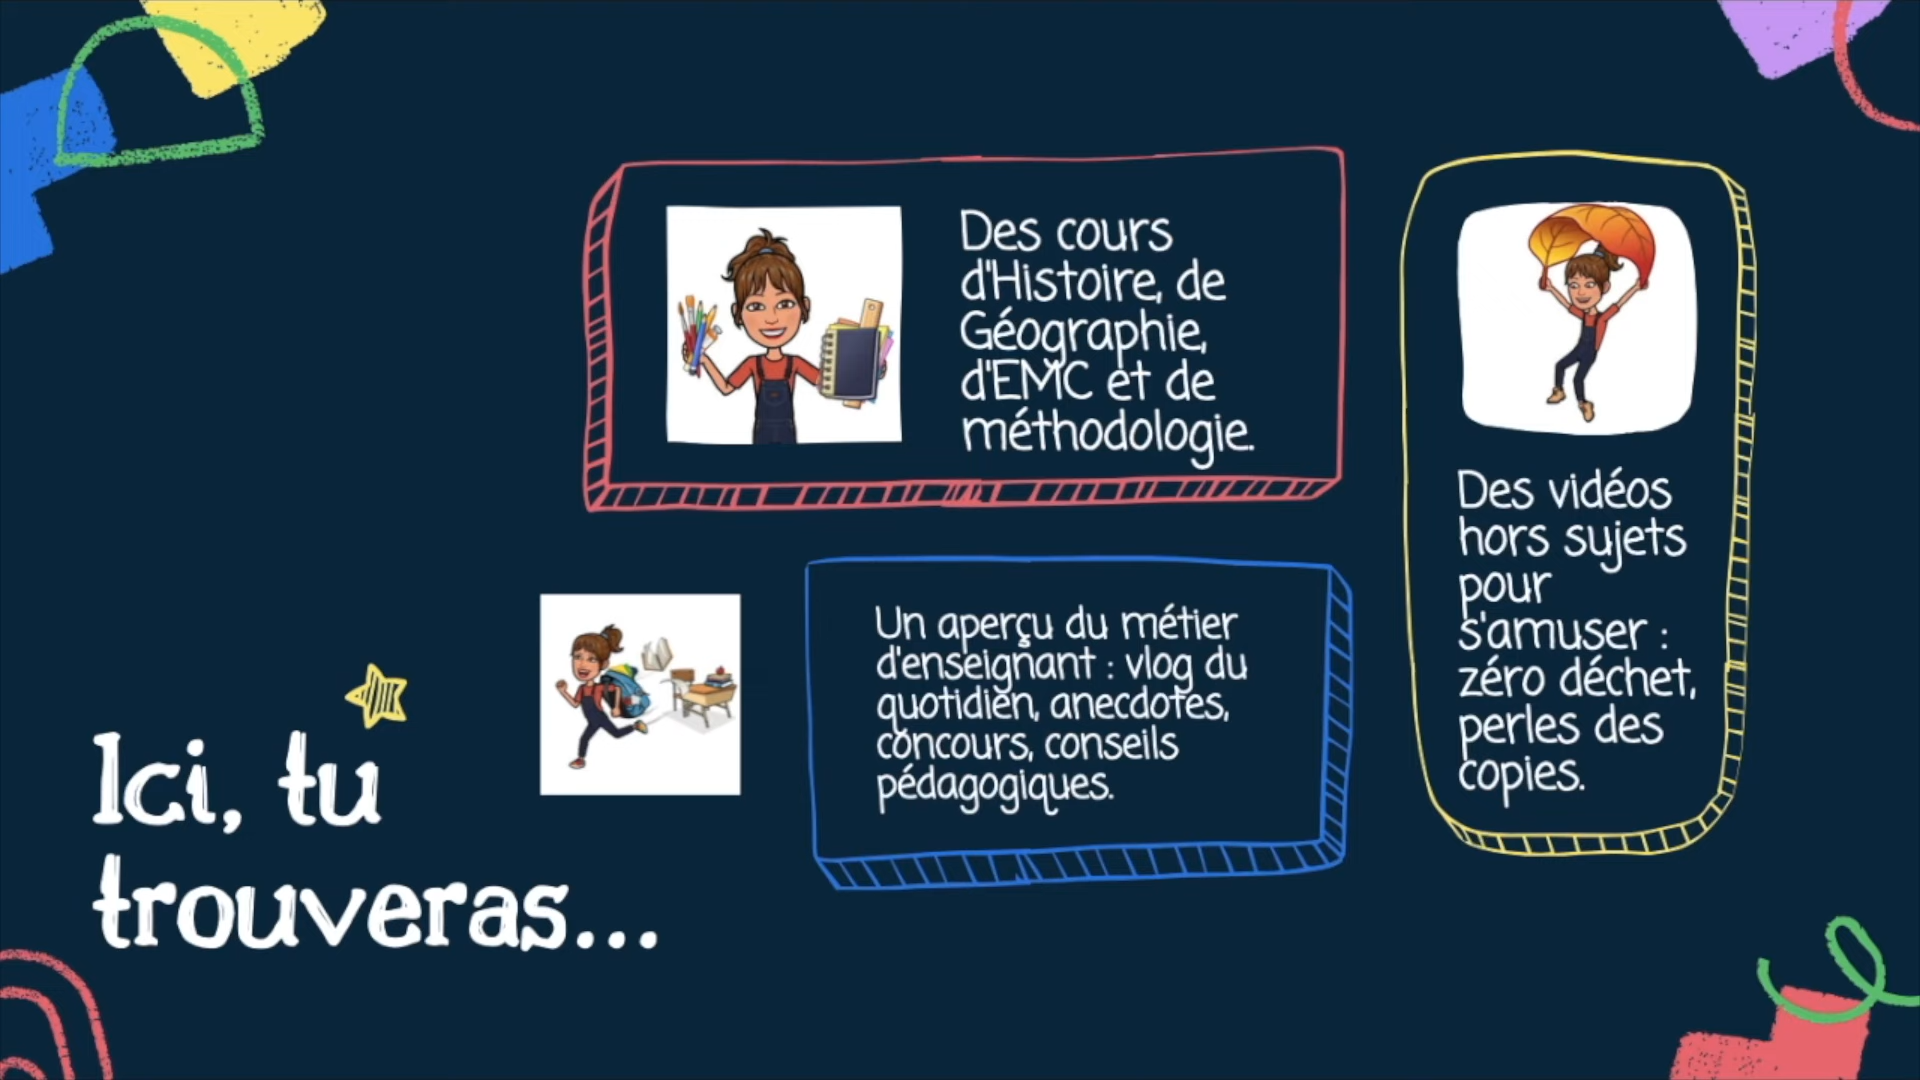 Des cours
d'Histoire, de
Géographie,
d'EMC et de
méthodologie.
Des vidéos
hors sujets
pour
s'amuser :
zéro déchet,
perles des
copies.
Un aperçu du métier
d'enseignant : vlog du
quotidien, anecdotes,
concours, conseils
pédagogiques.
Ici, tu
trouveras...